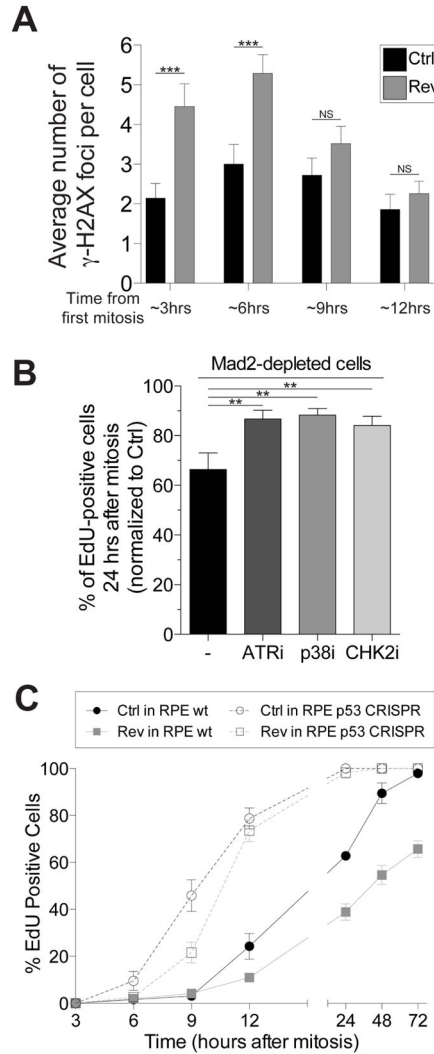 A
Average number of
γ-H2AX foci per cell
6
5
4
3
2
1
0
Ctrl
Rev
***
***
NS
NS
Time from
first mitosis
~3hrs ~6hrs ~9hrs ~12hrs
B
Mad2-depleted cells
**
**
**
% of EdU-positive cells
24 hrs after mitosis
(normalized to Ctrl)
100
80
60
40
20
0
- ATRi p38i CHK2i
C
Ctrl in RPE wt Ctrl in RPE p53 CRISPR
Rev in RPE wt Rev in RPE p53 CRISPR
% EdU Positive Cells
100
80
60
40
20
0
3 6 9 12 24 48 72
Time (hours after mitosis)